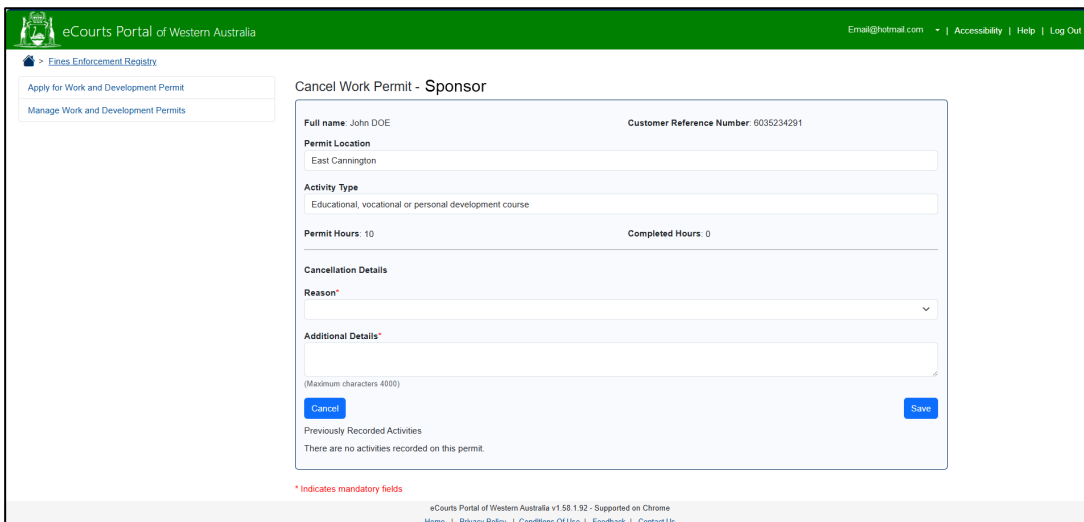 eCourts Portal of Western Australia
Email@hotmail.com | Accessibility | Help | Log Out
> Fines Enforcement Registry
Apply for Work and Development Permit
Manage Work and Development Permits
Cancel Work Permit - Sponsor
Full name: John DOE Customer Reference Number: 6035234291
Permit Location
East Cannington
Activity Type
Educational, vocational or personal development course
Permit Hours: 10 Completed Hours: 0
Cancellation Details
Reason*
Additional Details*
(Maximum characters 4000)
Cancel Save
Previously Recorded Activities
There are no activities recorded on this permit.
* Indicates mandatory fields
eCourts Portal of Western Australia v1.58.1.92 - Supported on Chrome
Home | Privacy Policy | Conditions Of Use | Feedback | Contact Us